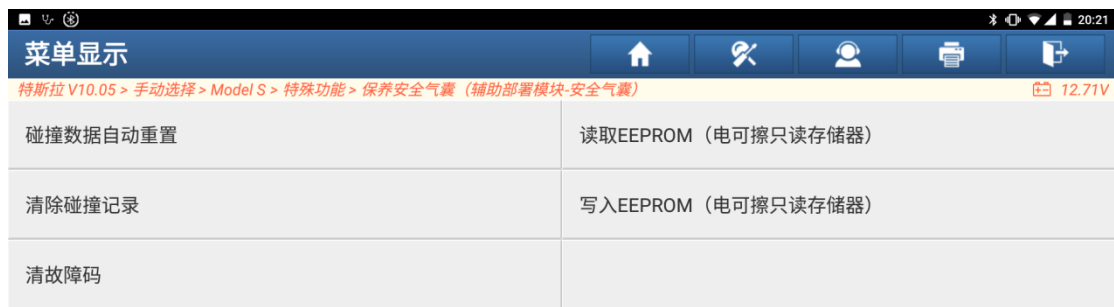 20:21
菜单显示
特斯拉 V10.05 > 手动选择 > Model S > 特殊功能 > 保养安全气囊（辅助部署模块-安全气囊）
12.71V
碰撞数据自动重置
读取EEPROM（电可擦只读存储器）
清除碰撞记录
写入EEPROM（电可擦只读存储器）
清故障码